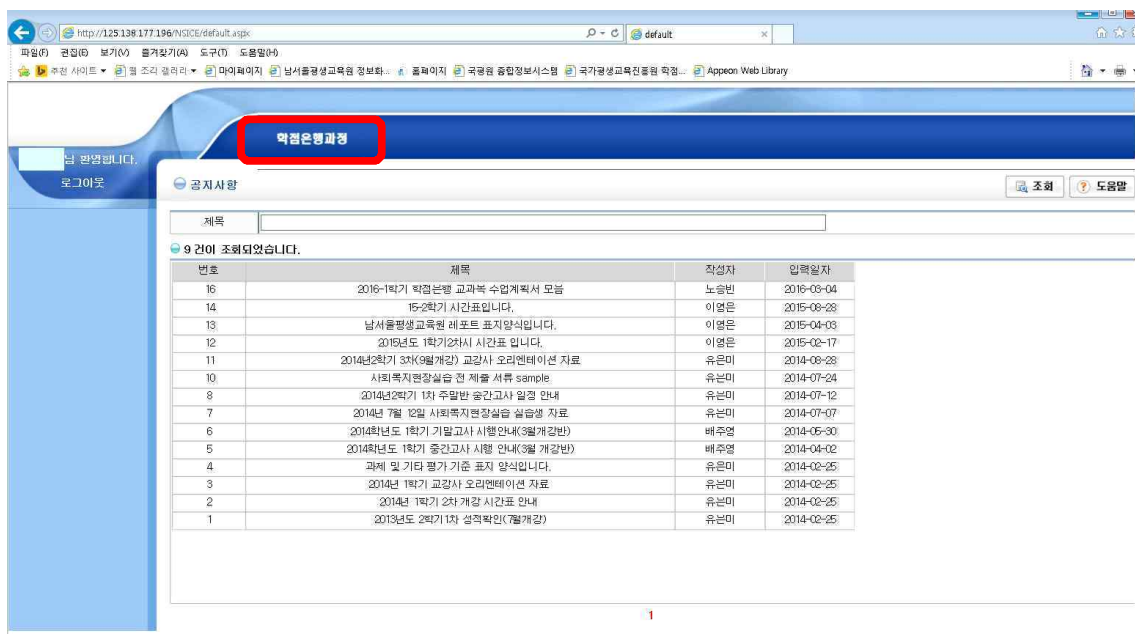 http://125.138.177.196/NSICE/default.aspx default
파일(F) 편집(E) 보기(V) 즐겨찾기(A) 도구(T) 도움말(H)
추천 사이트 웹 조각 갤러리 마이페이지 남서울평생교육원 정보화... 홈페이지 국평원 종합정보시스템 국가평생교육진흥원 학점... Appeon Web Library
학점은행과정
님 환영합니다.
로그아웃
공지사항 조회 도움말
제목
9 건이 조회되었습니다.
번호 제목 작성자 입력일자
16 2016-1학기 학점은행 교과목 수업계획서 모음 노승빈 2016-03-04
14 15-2학기 시간표입니다. 이영은 2015-08-28
13 남서울평생교육원 레포트 표지양식입니다. 이영은 2015-04-03
12 2015년도 1학기2차시 시간표 입니다. 이영은 2015-02-17
11 2014년2학기 3차(9월개강) 교강사 오리엔테이션 자료 유은미 2014-08-28
10 사회복지현장실습 전 제출 서류 sample 유은미 2014-07-24
8 2014년2학기 1차 주말반 중간고사 일정 안내 유은미 2014-07-12
7 2014년 7월 12일 사회복지현장실습 실습생 자료 유은미 2014-07-07
6 2014학년도 1학기 기말고사 시행안내(3월개강반) 배주영 2014-05-30
5 2014학년도 1학기 중간고사 시행 안내(3월 개강반) 배주영 2014-04-02
4 과제 및 기타 평가 기준 표지 양식입니다. 유은미 2014-02-25
3 2014년 1학기 교강사 오리엔테이션 자료 유은미 2014-02-25
2 2014년 1학기 2차 개강 시간표 안내 유은미 2014-02-25
1 2013년도 2학기1차 성적확인(7월개강) 유은미 2014-02-25
1